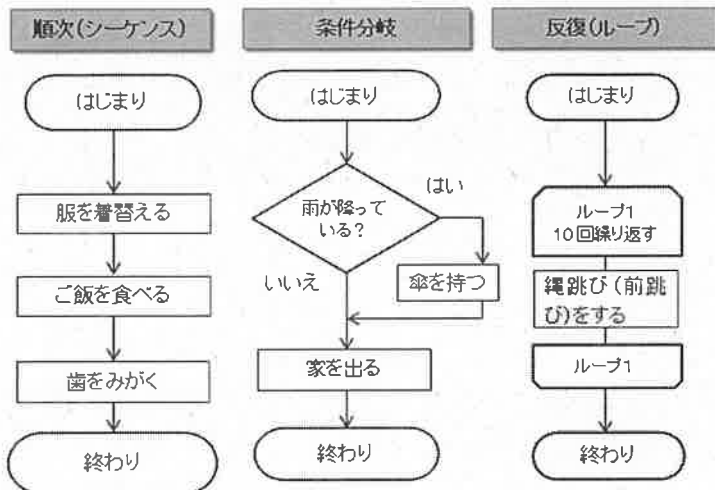 順次(シーケンス)
はじまり
服を着替える
ご飯を食べる
歯をみがく
終わり
条件分岐
はじまり
雨が降って
いる?
はい
いいえ
傘を持つ
家を出る
終わり
反復(ループ)
はじまり
ループ1
10回繰り返す
縄跳び(前跳
び)をする
ループ1
終わり